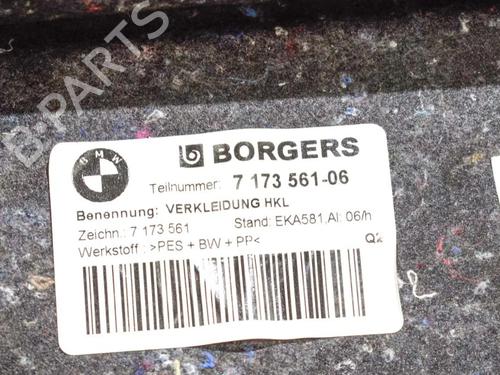 B-PARTS
BMW
BORGERS
Teilnummer: 7 173 561-06
Benennung: VERKLEIDUNG HKL
Zeichn.: 7 173 561 Stand: EKA581,AI: 06/h
Werkstoff : >PES + BW + PP< Q2